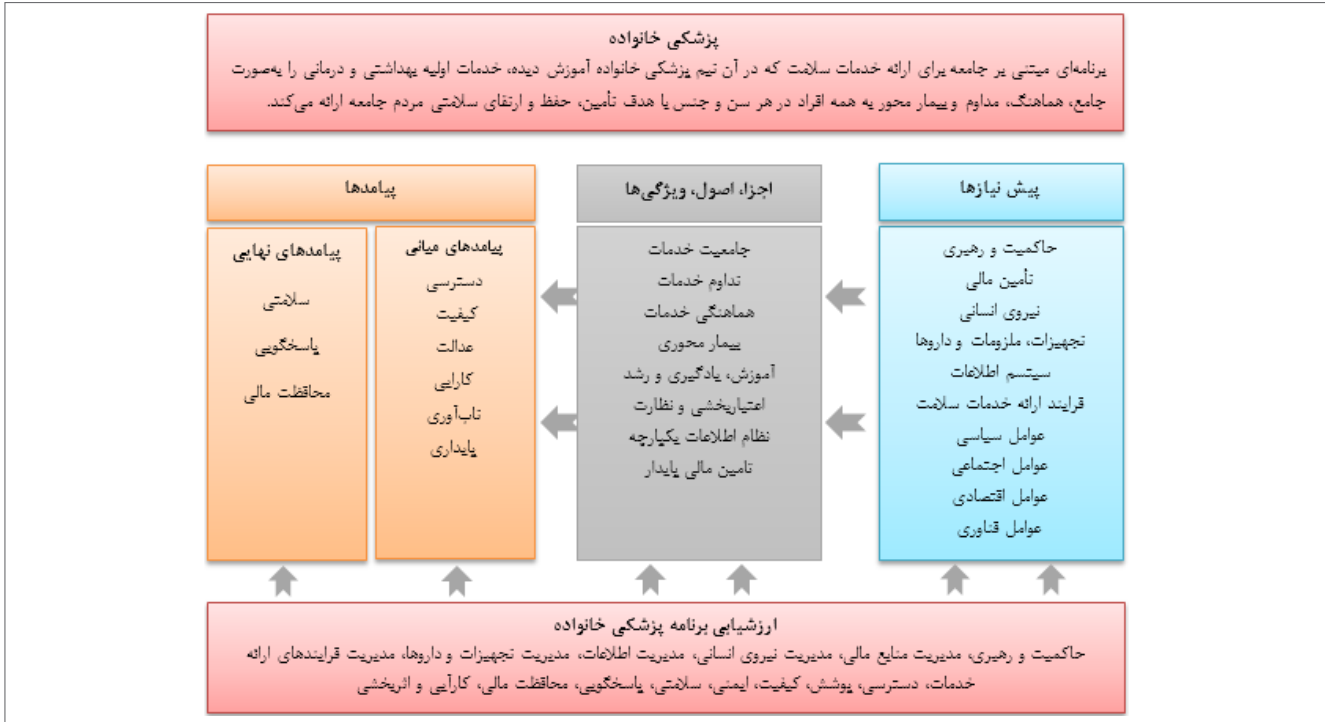 پزشکی خانواده
برنامه‌ای مبتنی بر جامعه برای ارائه خدمات سلامت که در آن تیم پزشکی خانواده آموزش دیده، خدمات اولیه بهداشتی و درمانی را به‌صورت
جامع، هماهنگ، مداوم و بیمار محور به همه افراد در هر سن و جنس با هدف تأمین، حفظ و ارتقای سلامتی مردم جامعه ارائه می‌کند.
پیش نیازها
حاکمیت و رهبری
تأمین مالی
نیروی انسانی
تجهیزات، ملزومات و داروها
سیتسم اطلاعات
فرایند ارائه خدمات سلامت
عوامل سیاسی
عوامل اجتماعی
عوامل اقتصادی
عوامل فناوری
اجزا، اصول، ویژگی‌ها
جامعیت خدمات
تداوم خدمات
هماهنگی خدمات
بیمار محوری
آموزش، یادگیری و رشد
اعتباربخشی و نظارت
نظام اطلاعات یکپارچه
تامین مالی پایدار
پیامدها
پیامدهای میانی
دسترسی
کیفیت
عدالت
کارایی
تاب‌آوری
پایداری
پیامدهای نهایی
سلامتی
پاسخگویی
محافظت مالی
ارزشیابی برنامه پزشکی خانواده
حاکمیت و رهبری، مدیریت منابع مالی، مدیریت نیروی انسانی، مدیریت اطلاعات، مدیریت تجهیزات و داروها، مدیریت فرایندهای ارائه
خدمات، دسترسی، پوشش، کیفیت، ایمنی، سلامتی، پاسخگویی، محافظت مالی، کارآیی و اثربخشی